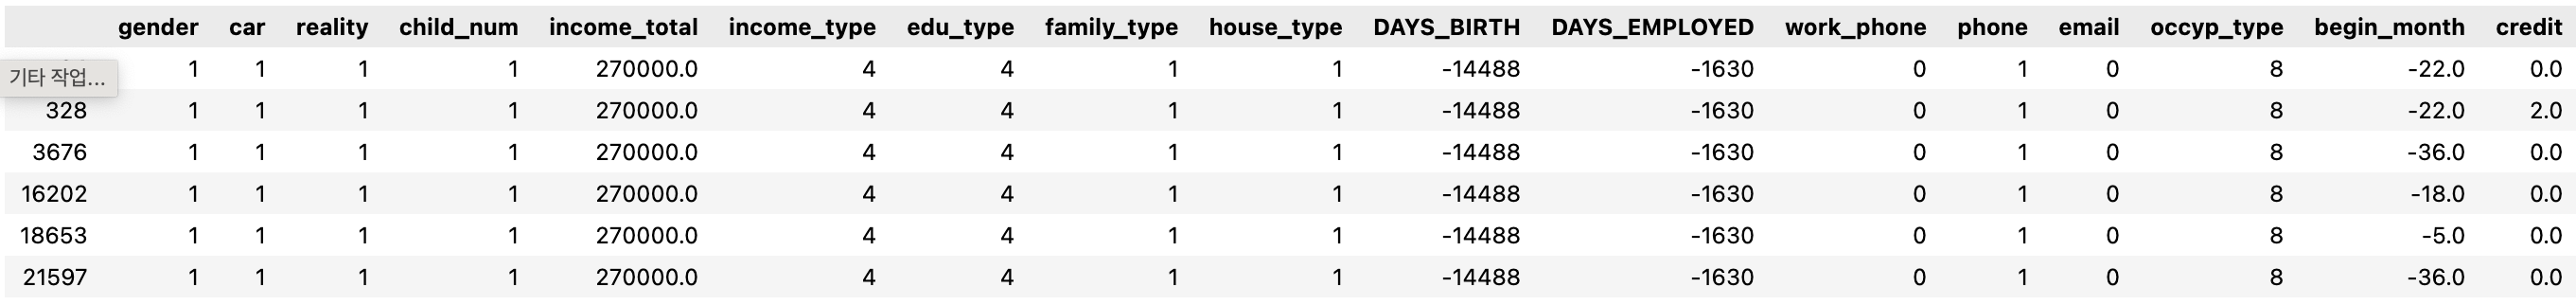 gender car reality child_num income_total income_type edu_type family_type house_type DAYS_BIRTH DAYS_EMPLOYED work_phone phone email occyp_type begin_month credit
기타 작업... 1 1 1 1 270000.0 4 4 1 1 -14488 -1630 0 1 0 8 -22.0 0.0
328 1 1 1 1 270000.0 4 4 1 1 -14488 -1630 0 1 0 8 -22.0 2.0
3676 1 1 1 1 270000.0 4 4 1 1 -14488 -1630 0 1 0 8 -36.0 0.0
16202 1 1 1 1 270000.0 4 4 1 1 -14488 -1630 0 1 0 8 -18.0 0.0
18653 1 1 1 1 270000.0 4 4 1 1 -14488 -1630 0 1 0 8 -5.0 0.0
21597 1 1 1 1 270000.0 4 4 1 1 -14488 -1630 0 1 0 8 -36.0 0.0